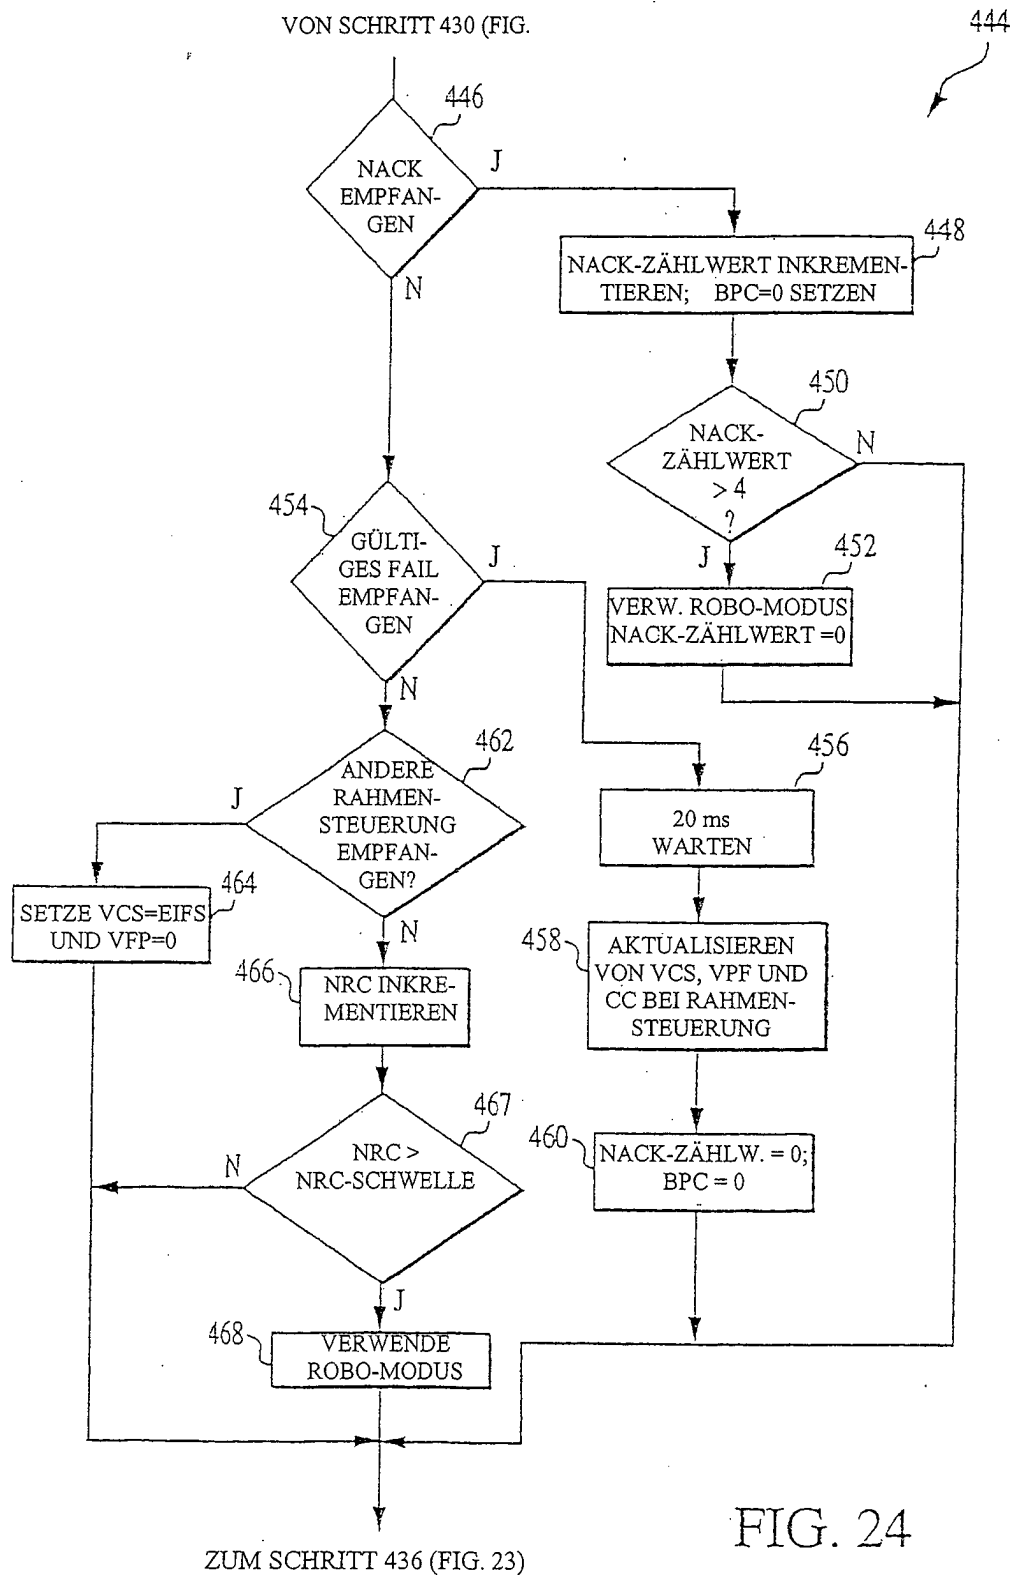 VON SCHRITT 430 (FIG.
444
446
NACK
EMPFAN-
GEN
J
N
448
NACK-ZÄHLWERT INKREMEN-
TIEREN; BPC=0 SETZEN
450
NACK-
ZÄHLWERT
> 4
?
N
J
452
VERW. ROBO-MODUS
NACK-ZÄHLWERT =0
454
GÜLTI-
GES FAIL
EMPFAN-
GEN
J
N
456
20 ms
WARTEN
458
AKTUALISIEREN
VON VCS, VPF UND
CC BEI RAHMEN-
STEUERUNG
460
NACK-ZÄHLW. = 0;
BPC = 0
462
ANDERE
RAHMEN-
STEUERUNG
EMPFAN-
GEN?
J
N
464
SETZE VCS=EIFS
UND VFP=0
466
NRC INKRE-
MENTIEREN
467
NRC >
NRC-SCHWELLE
N
J
468
VERWENDE
ROBO-MODUS
ZUM SCHRITT 436 (FIG. 23)
FIG. 24